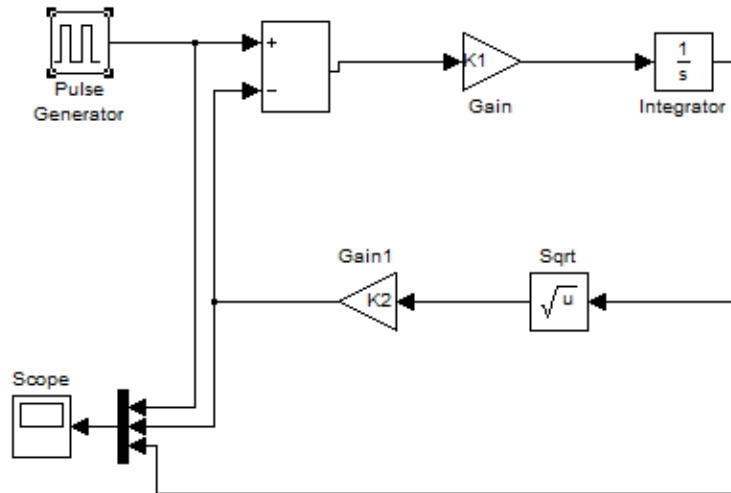 +
−
K1
1
s
Pulse
Generator
Gain
Integrator
Gain1
Sqrt
K2
√u
Scope